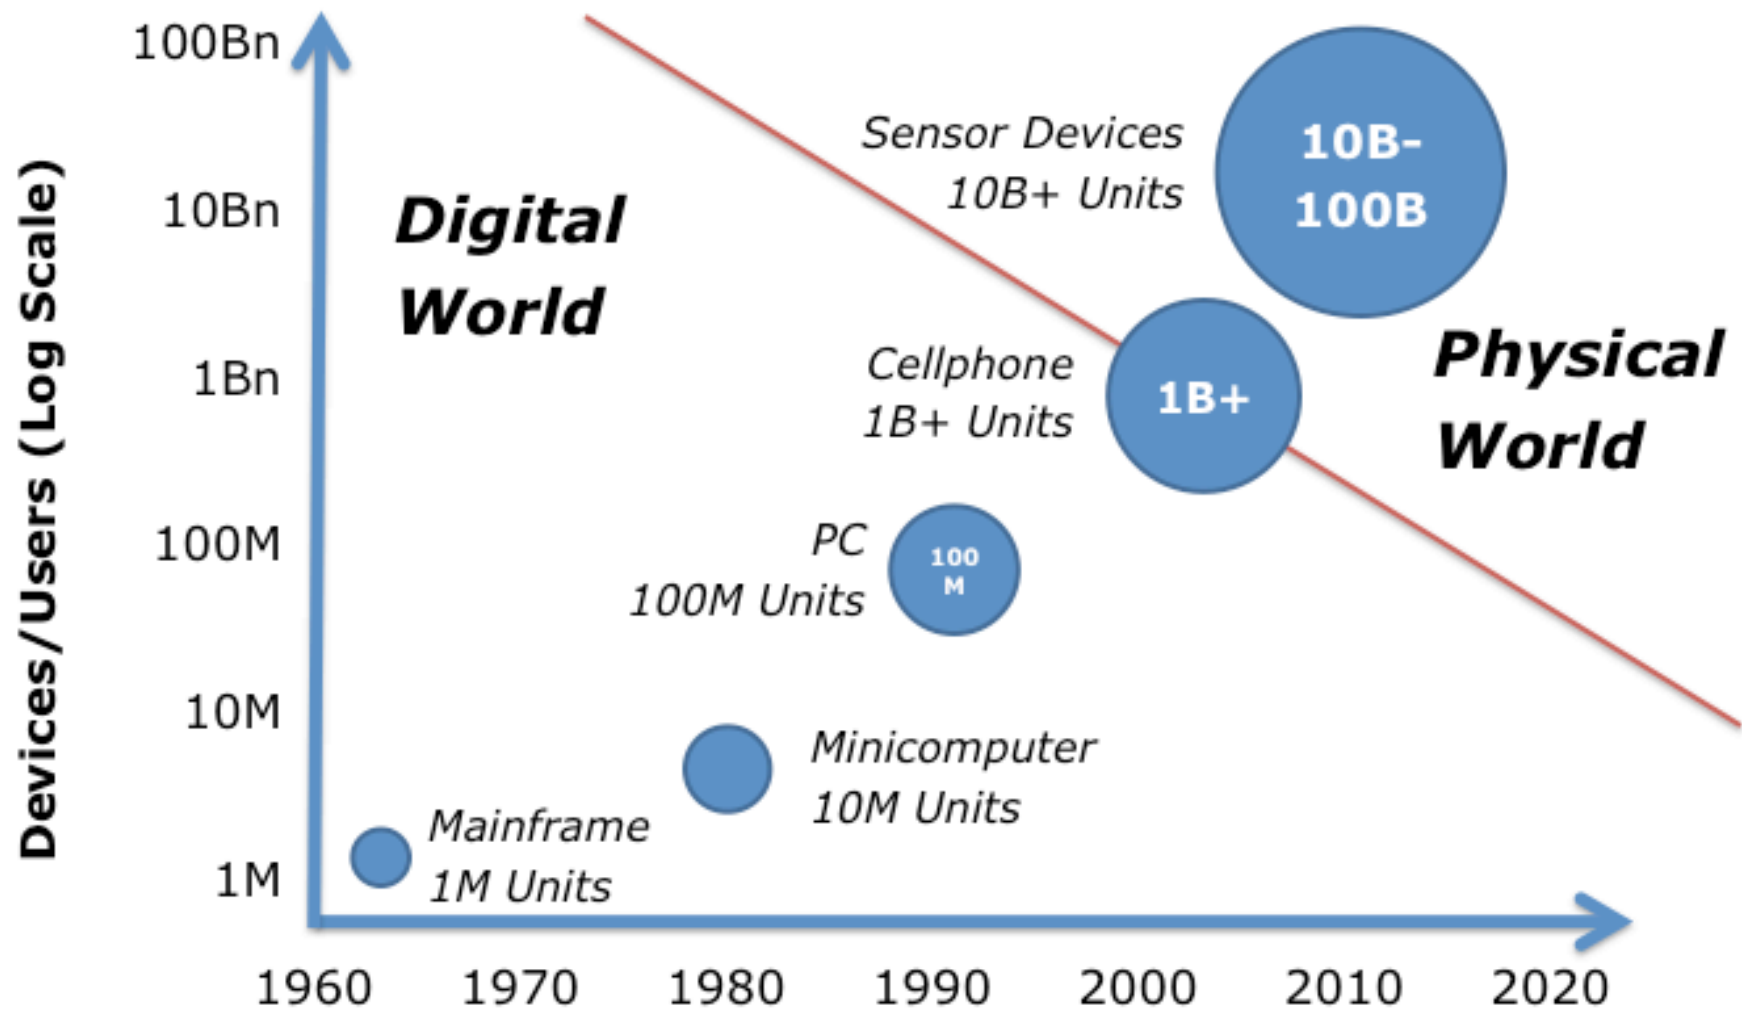 Devices/Users (Log Scale)
100Bn
10Bn
1Bn
100M
10M
1M
Digital
World
Sensor Devices
10B+ Units
10B-
100B
Cellphone
1B+ Units
1B+
Physical
World
PC
100M Units
100
M
Minicomputer
10M Units
Mainframe
1M Units
1960 1970 1980 1990 2000 2010 2020